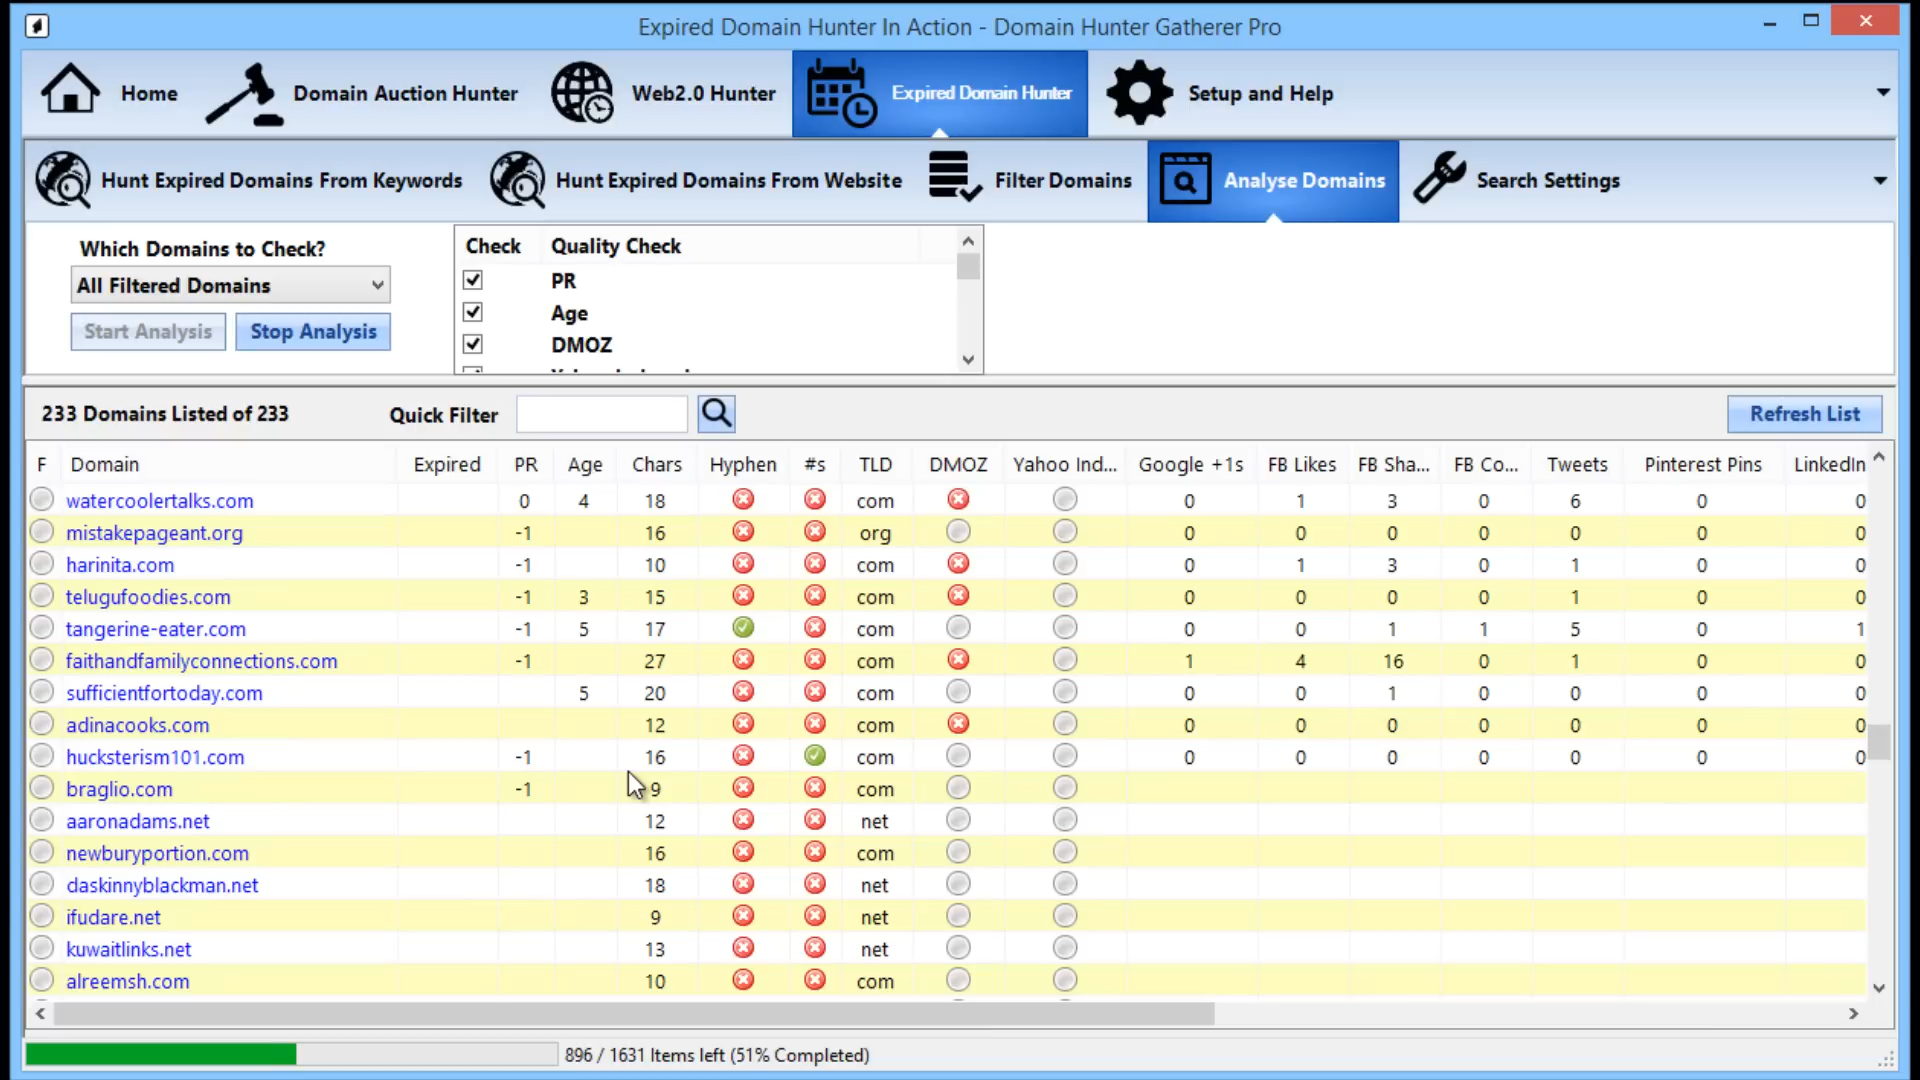 Expired Domain Hunter In Action - Domain Hunter Gatherer Pro
Home Domain Auction Hunter Web2.0 Hunter Expired Domain Hunter Setup and Help
Hunt Expired Domains From Keywords Hunt Expired Domains From Website Filter Domains Analyse Domains Search Settings
Which Domains to Check?
All Filtered Domains
Start Analysis Stop Analysis
Check Quality Check
PR
Age
DMOZ
233 Domains Listed of 233 Quick Filter Refresh List
F Domain Expired PR Age Chars Hyphen #s TLD DMOZ Yahoo Ind... Google +1s FB Likes FB Sha... FB Co... Tweets Pinterest Pins LinkedIn
watercoolertalks.com 0 4 18 com 0 1 3 0 6 0 0
mistakepageant.org -1 16 org 0 0 0 0 0 0 0
harinita.com -1 10 com 0 1 3 0 1 0 0
telugufoodies.com -1 3 15 com 0 0 0 0 1 0 0
tangerine-eater.com -1 5 17 com 0 0 1 1 5 0 1
faithandfamilyconnections.com -1 27 com 1 4 16 0 1 0 0
sufficientfortoday.com 5 20 com 0 0 1 0 0 0 0
adinacooks.com 12 com 0 0 0 0 0 0 0
hucksterism101.com -1 16 com 0 0 0 0 0 0 0
braglio.com -1 9 com
aaronadams.net 12 net
newburyportion.com 16 com
daskinnyblackman.net 18 net
ifudare.net 9 net
kuwaitlinks.net 13 net
alreemsh.com 10 com
896 / 1631 Items left (51% Completed)